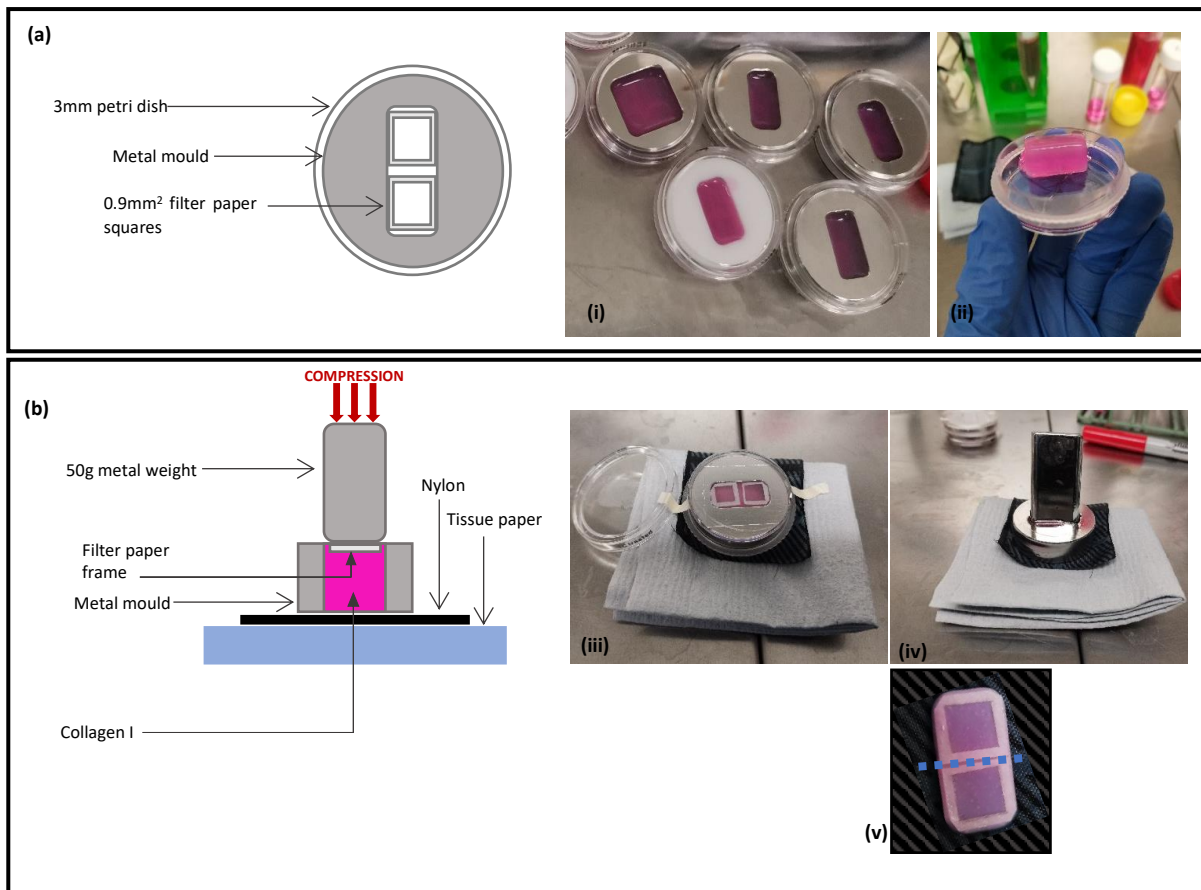 (a)
3mm petri dish
Metal mould
0.9mm² filter paper
squares
(i)
(ii)
(b)
COMPRESSION
50g metal weight
Nylon
Tissue paper
Filter paper
frame
Metal mould
Collagen I
(iii)
(iv)
(v)